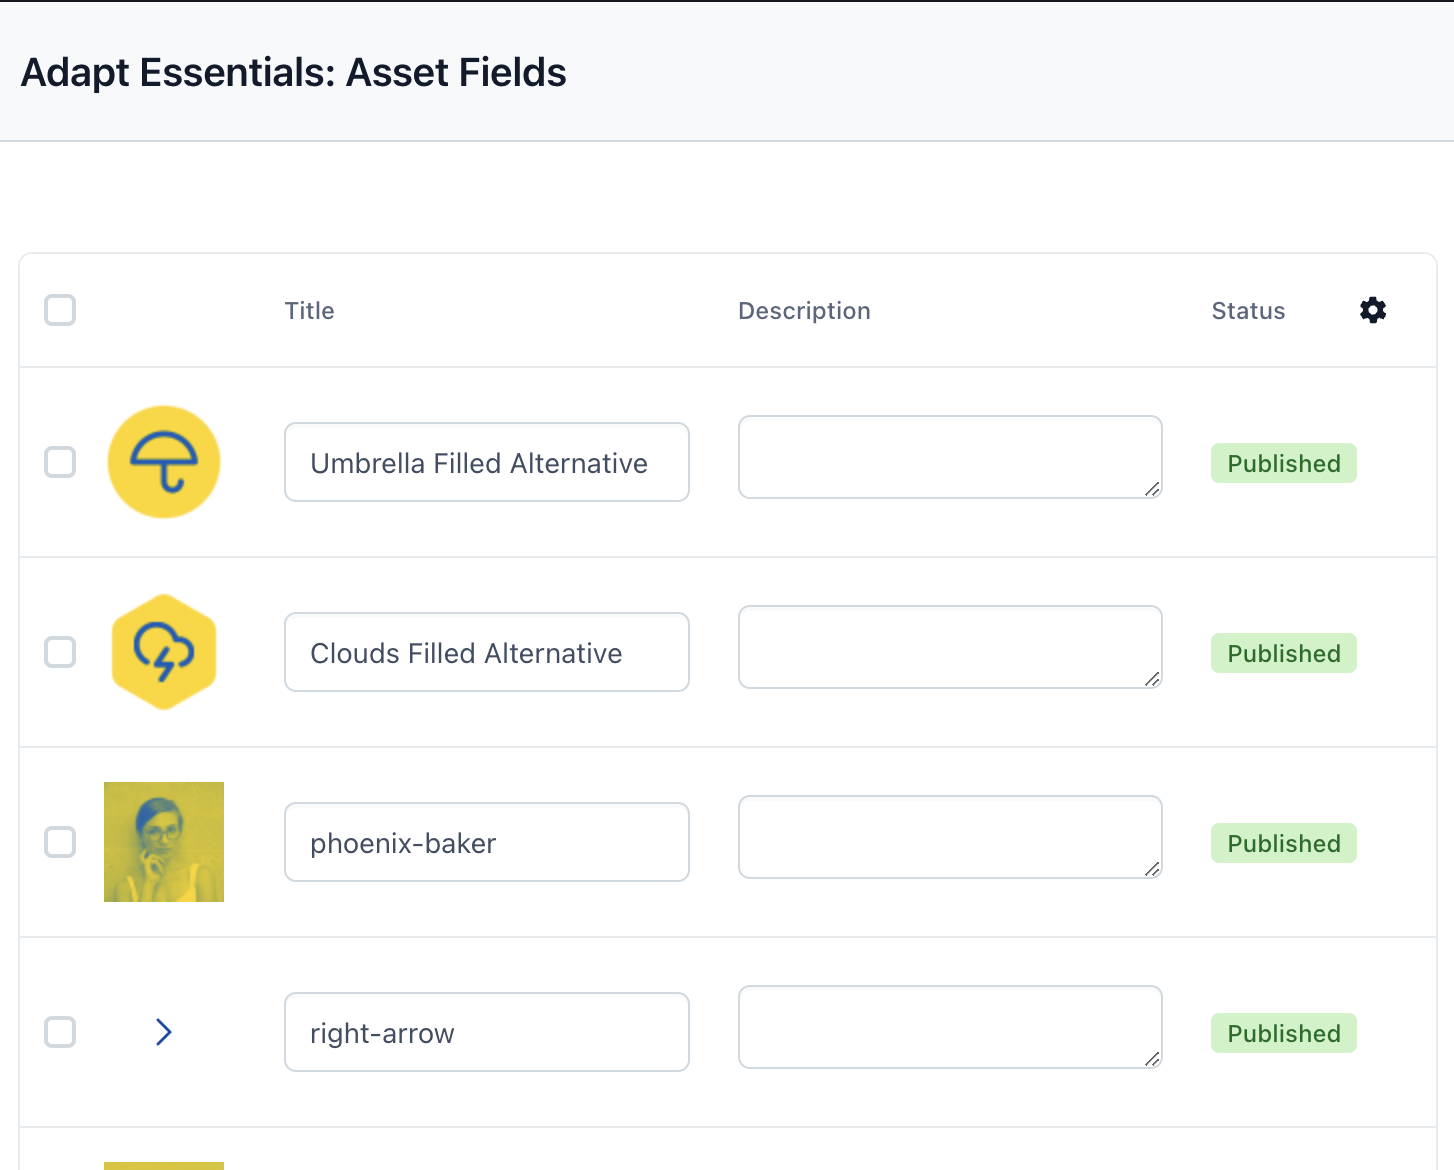 Adapt Essentials: Asset Fields
Title Description Status
Umbrella Filled Alternative Published
Clouds Filled Alternative Published
phoenix-baker Published
right-arrow Published